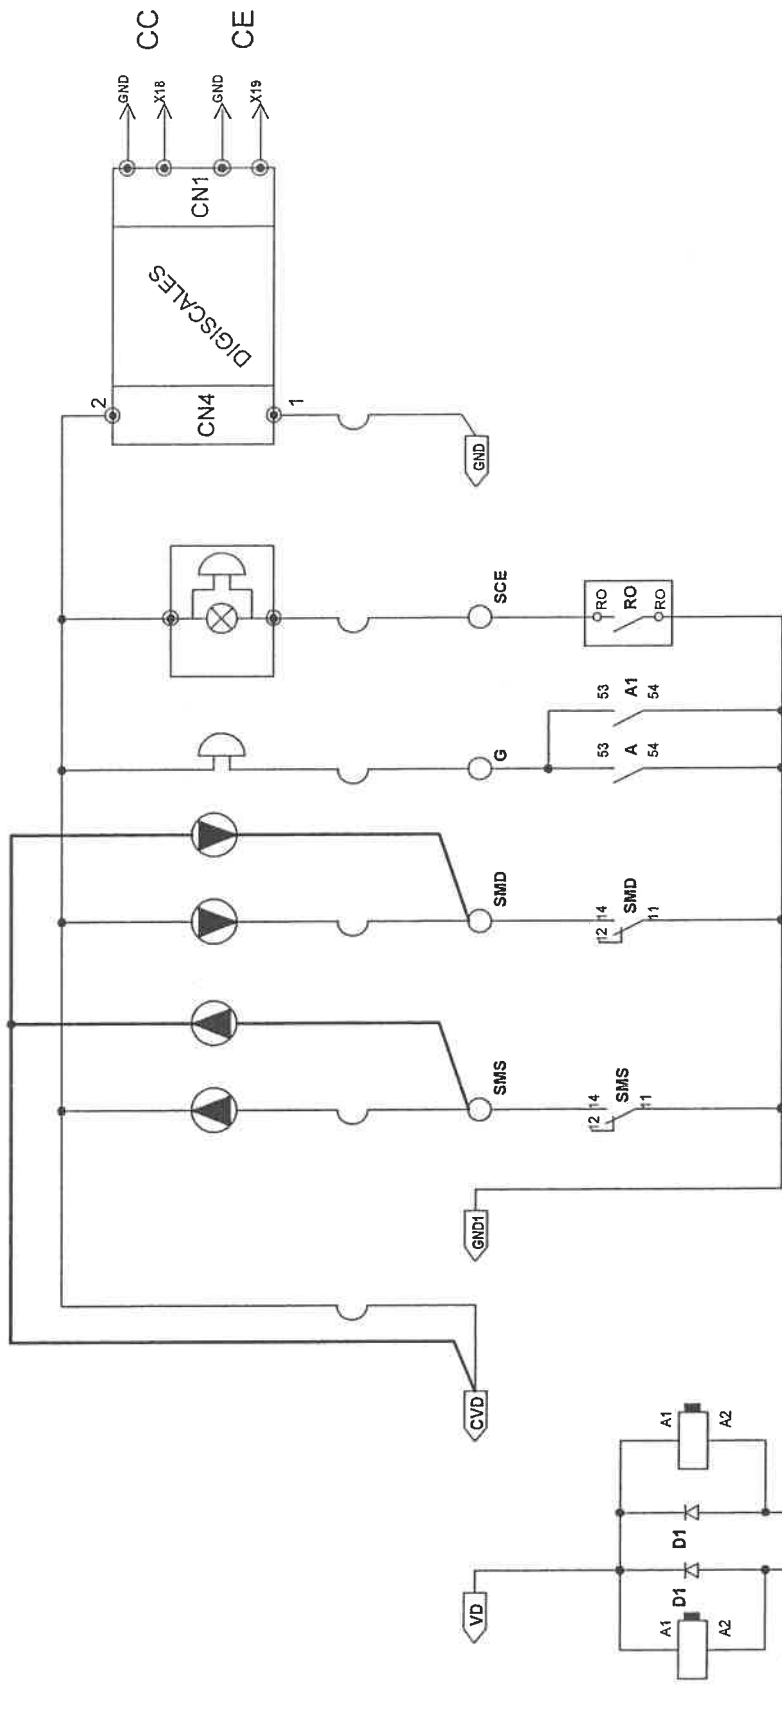 CC
CE
GND
X18
GND
X19
CN1
DIGISCALES
2
CN4
1
GND
SCE
RO
RO
RO
53
A1
54
G
53
A
54
SMD
14
12
SMD
11
SMS
14
12
SMS
11
GND1
CVD
A1
A2
D1
VD
D1
A1
A2